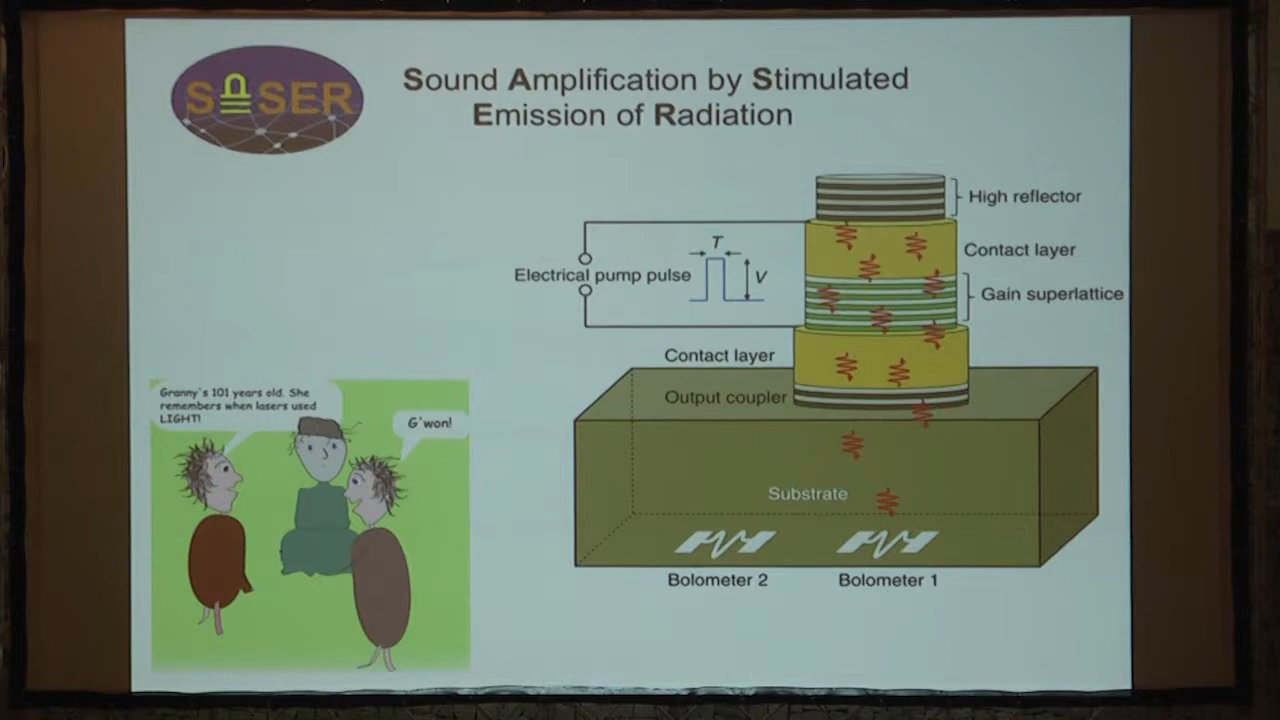 SASER
Sound Amplification by Stimulated
Emission of Radiation
High reflector
Contact layer
T
Electrical pump pulse
V
Gain superlattice
Contact layer
Output coupler
Substrate
Bolometer 2
Bolometer 1
Granny's 101 years old. She
remembers when lasers used
LIGHT!
G'won!